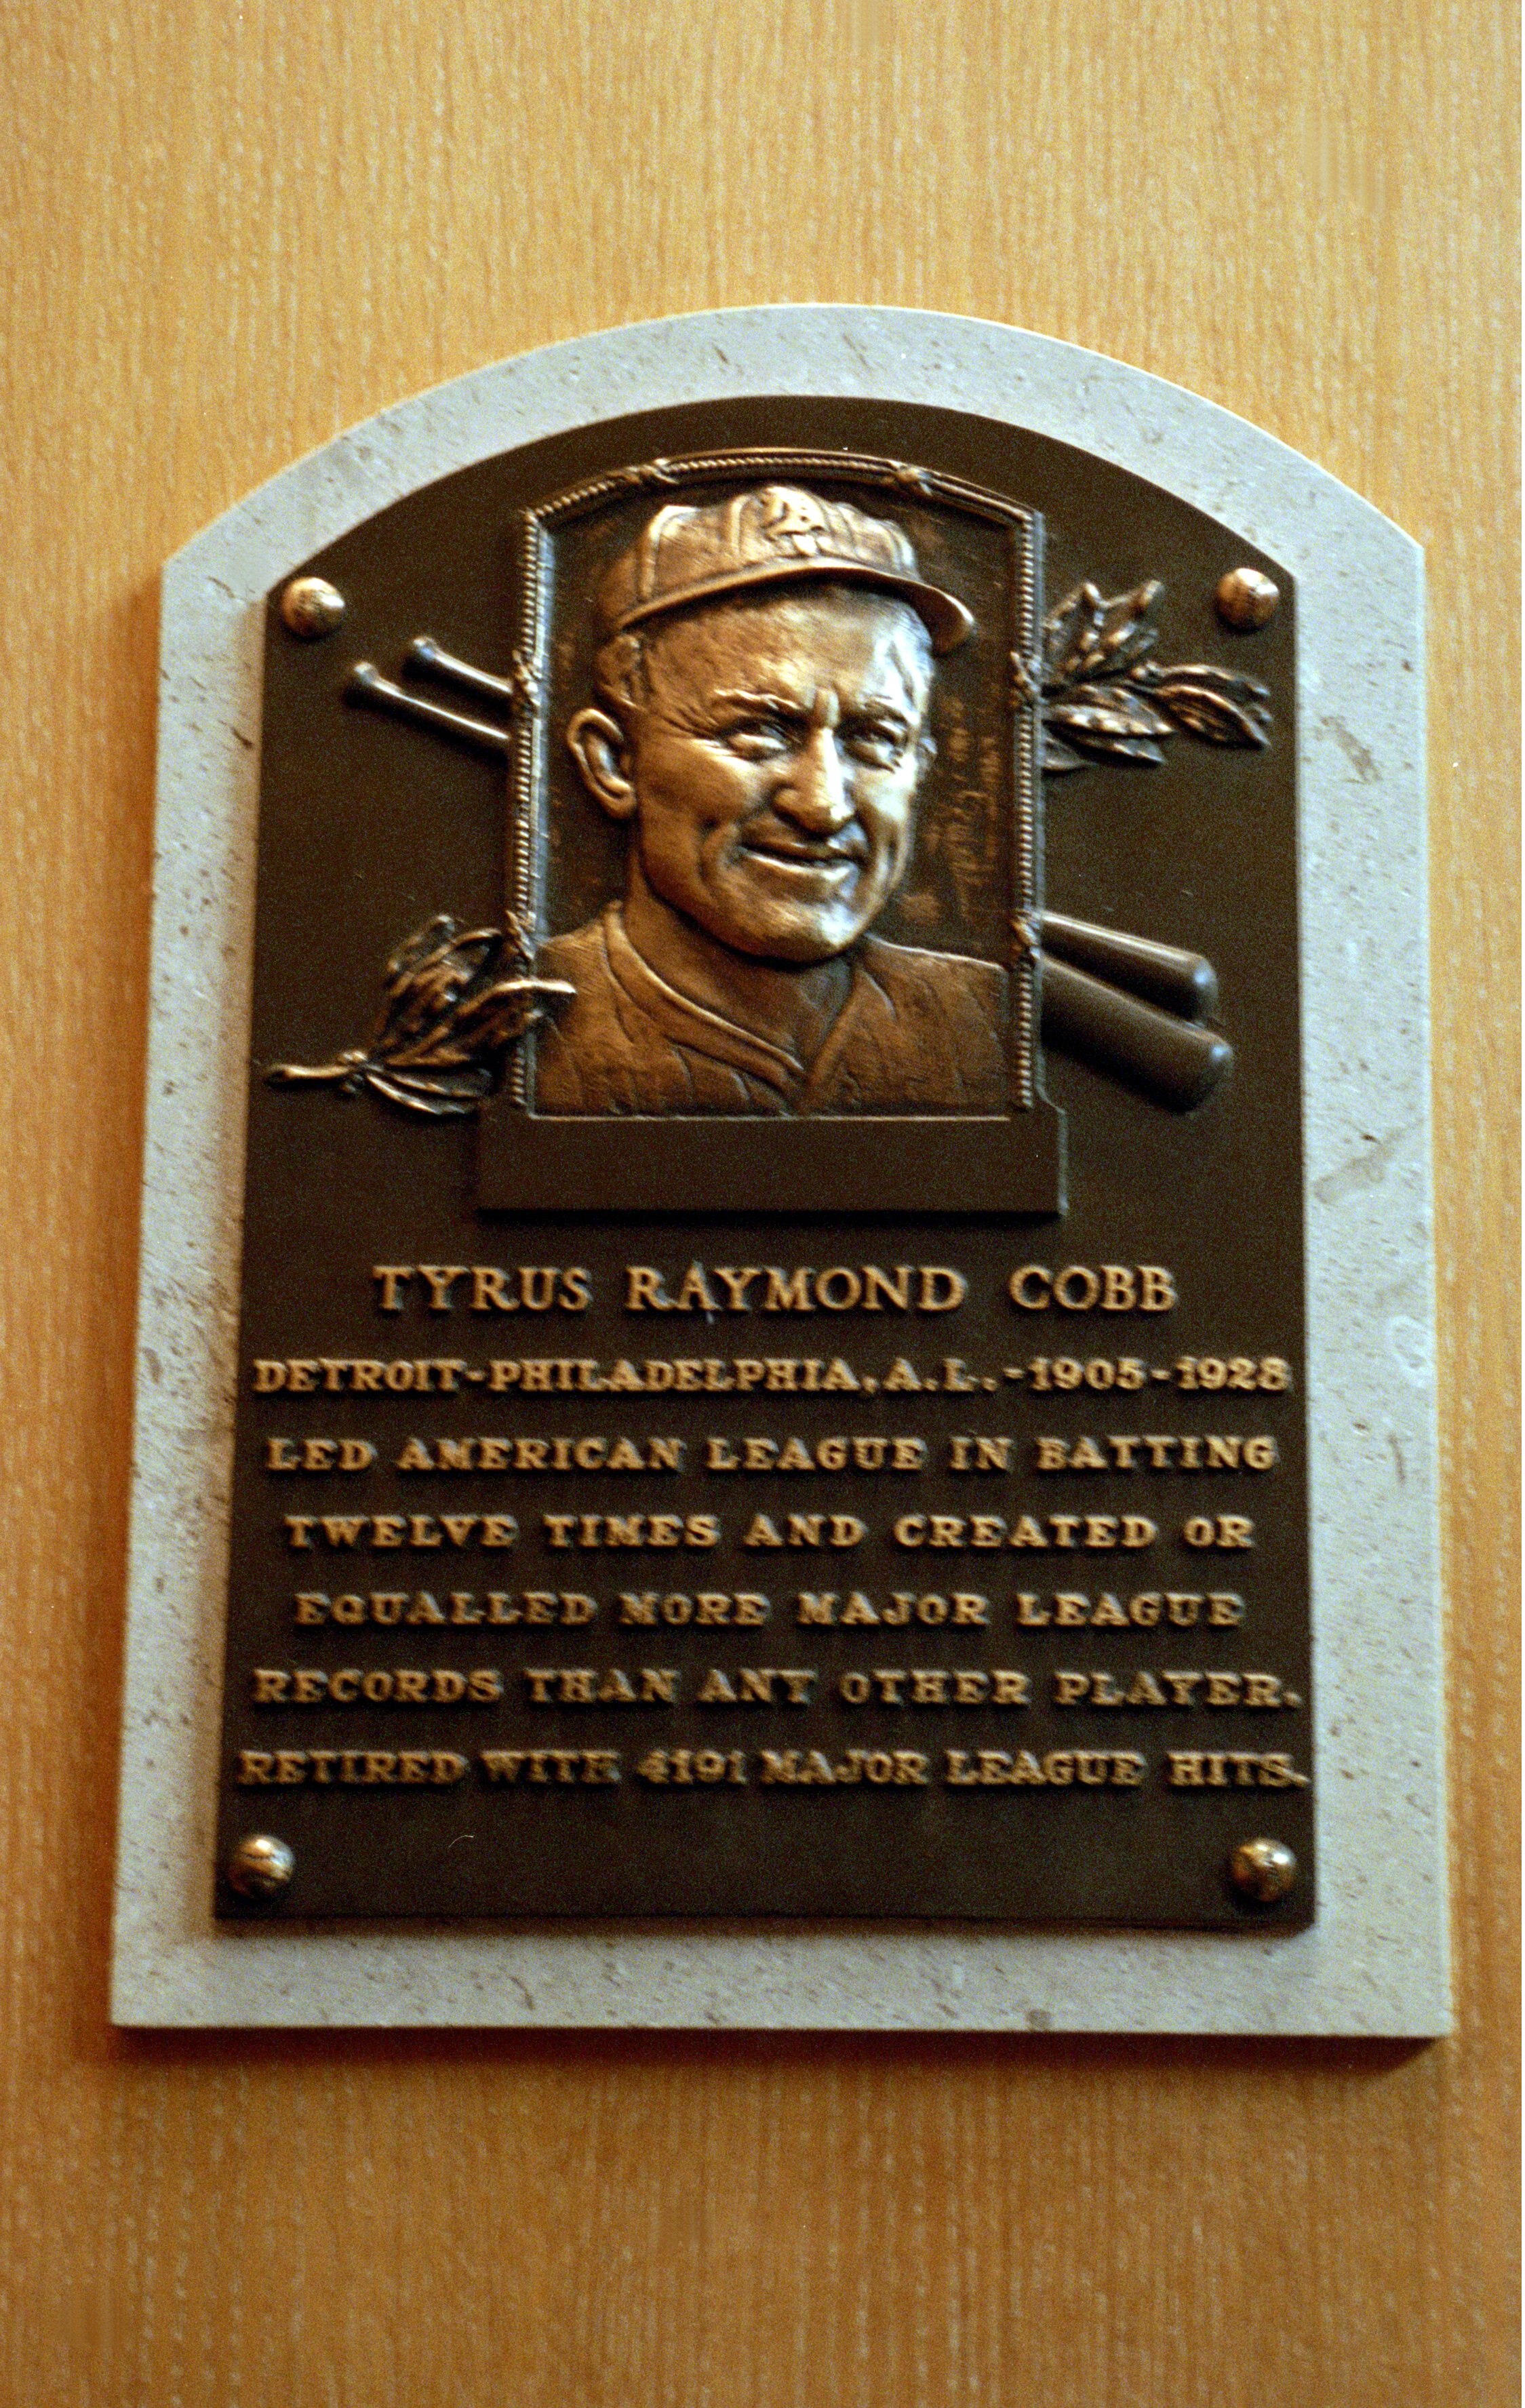 TYRUS RAYMOND COBB
DETROIT-PHILADELPHIA, A.L.-1905-1928
LED AMERICAN LEAGUE IN BATTING
TWELVE TIMES AND CREATED OR
EQUALLED MORE MAJOR LEAGUE
RECORDS THAN ANY OTHER PLAYER.
RETIRED WITH 4191 MAJOR LEAGUE HITS.